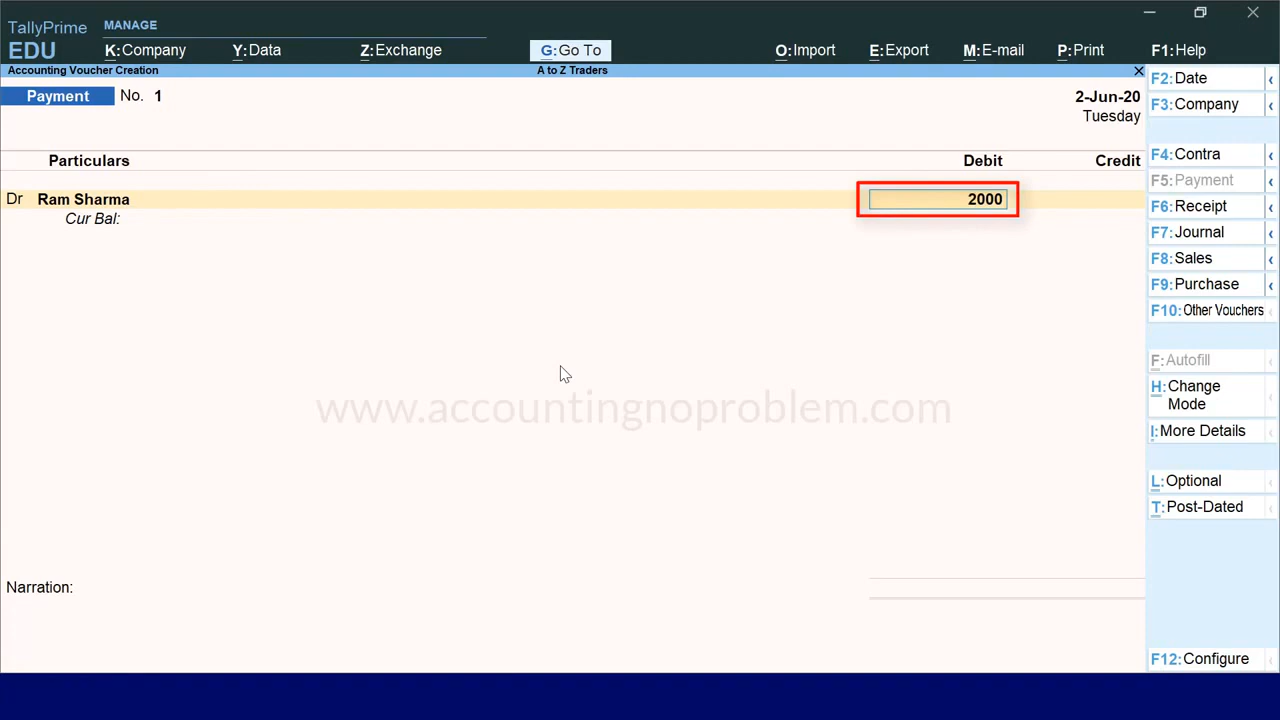 TallyPrime MANAGE
EDU K:Company Y:Data Z:Exchange G:Go To O:Import E:Export M:E-mail P:Print F1:Help
Accounting Voucher Creation A to Z Traders
Payment No. 1 2-Jun-20
Tuesday
Particulars Debit Credit
Dr Ram Sharma 2000
Cur Bal:
www.accountingnoproblem.com
Narration:
F2:Date
F3:Company
F4:Contra
F5:Payment
F6:Receipt
F7:Journal
F8:Sales
F9:Purchase
F10:Other Vouchers
F:Autofill
H:Change
Mode
I:More Details
L:Optional
T:Post-Dated
F12:Configure